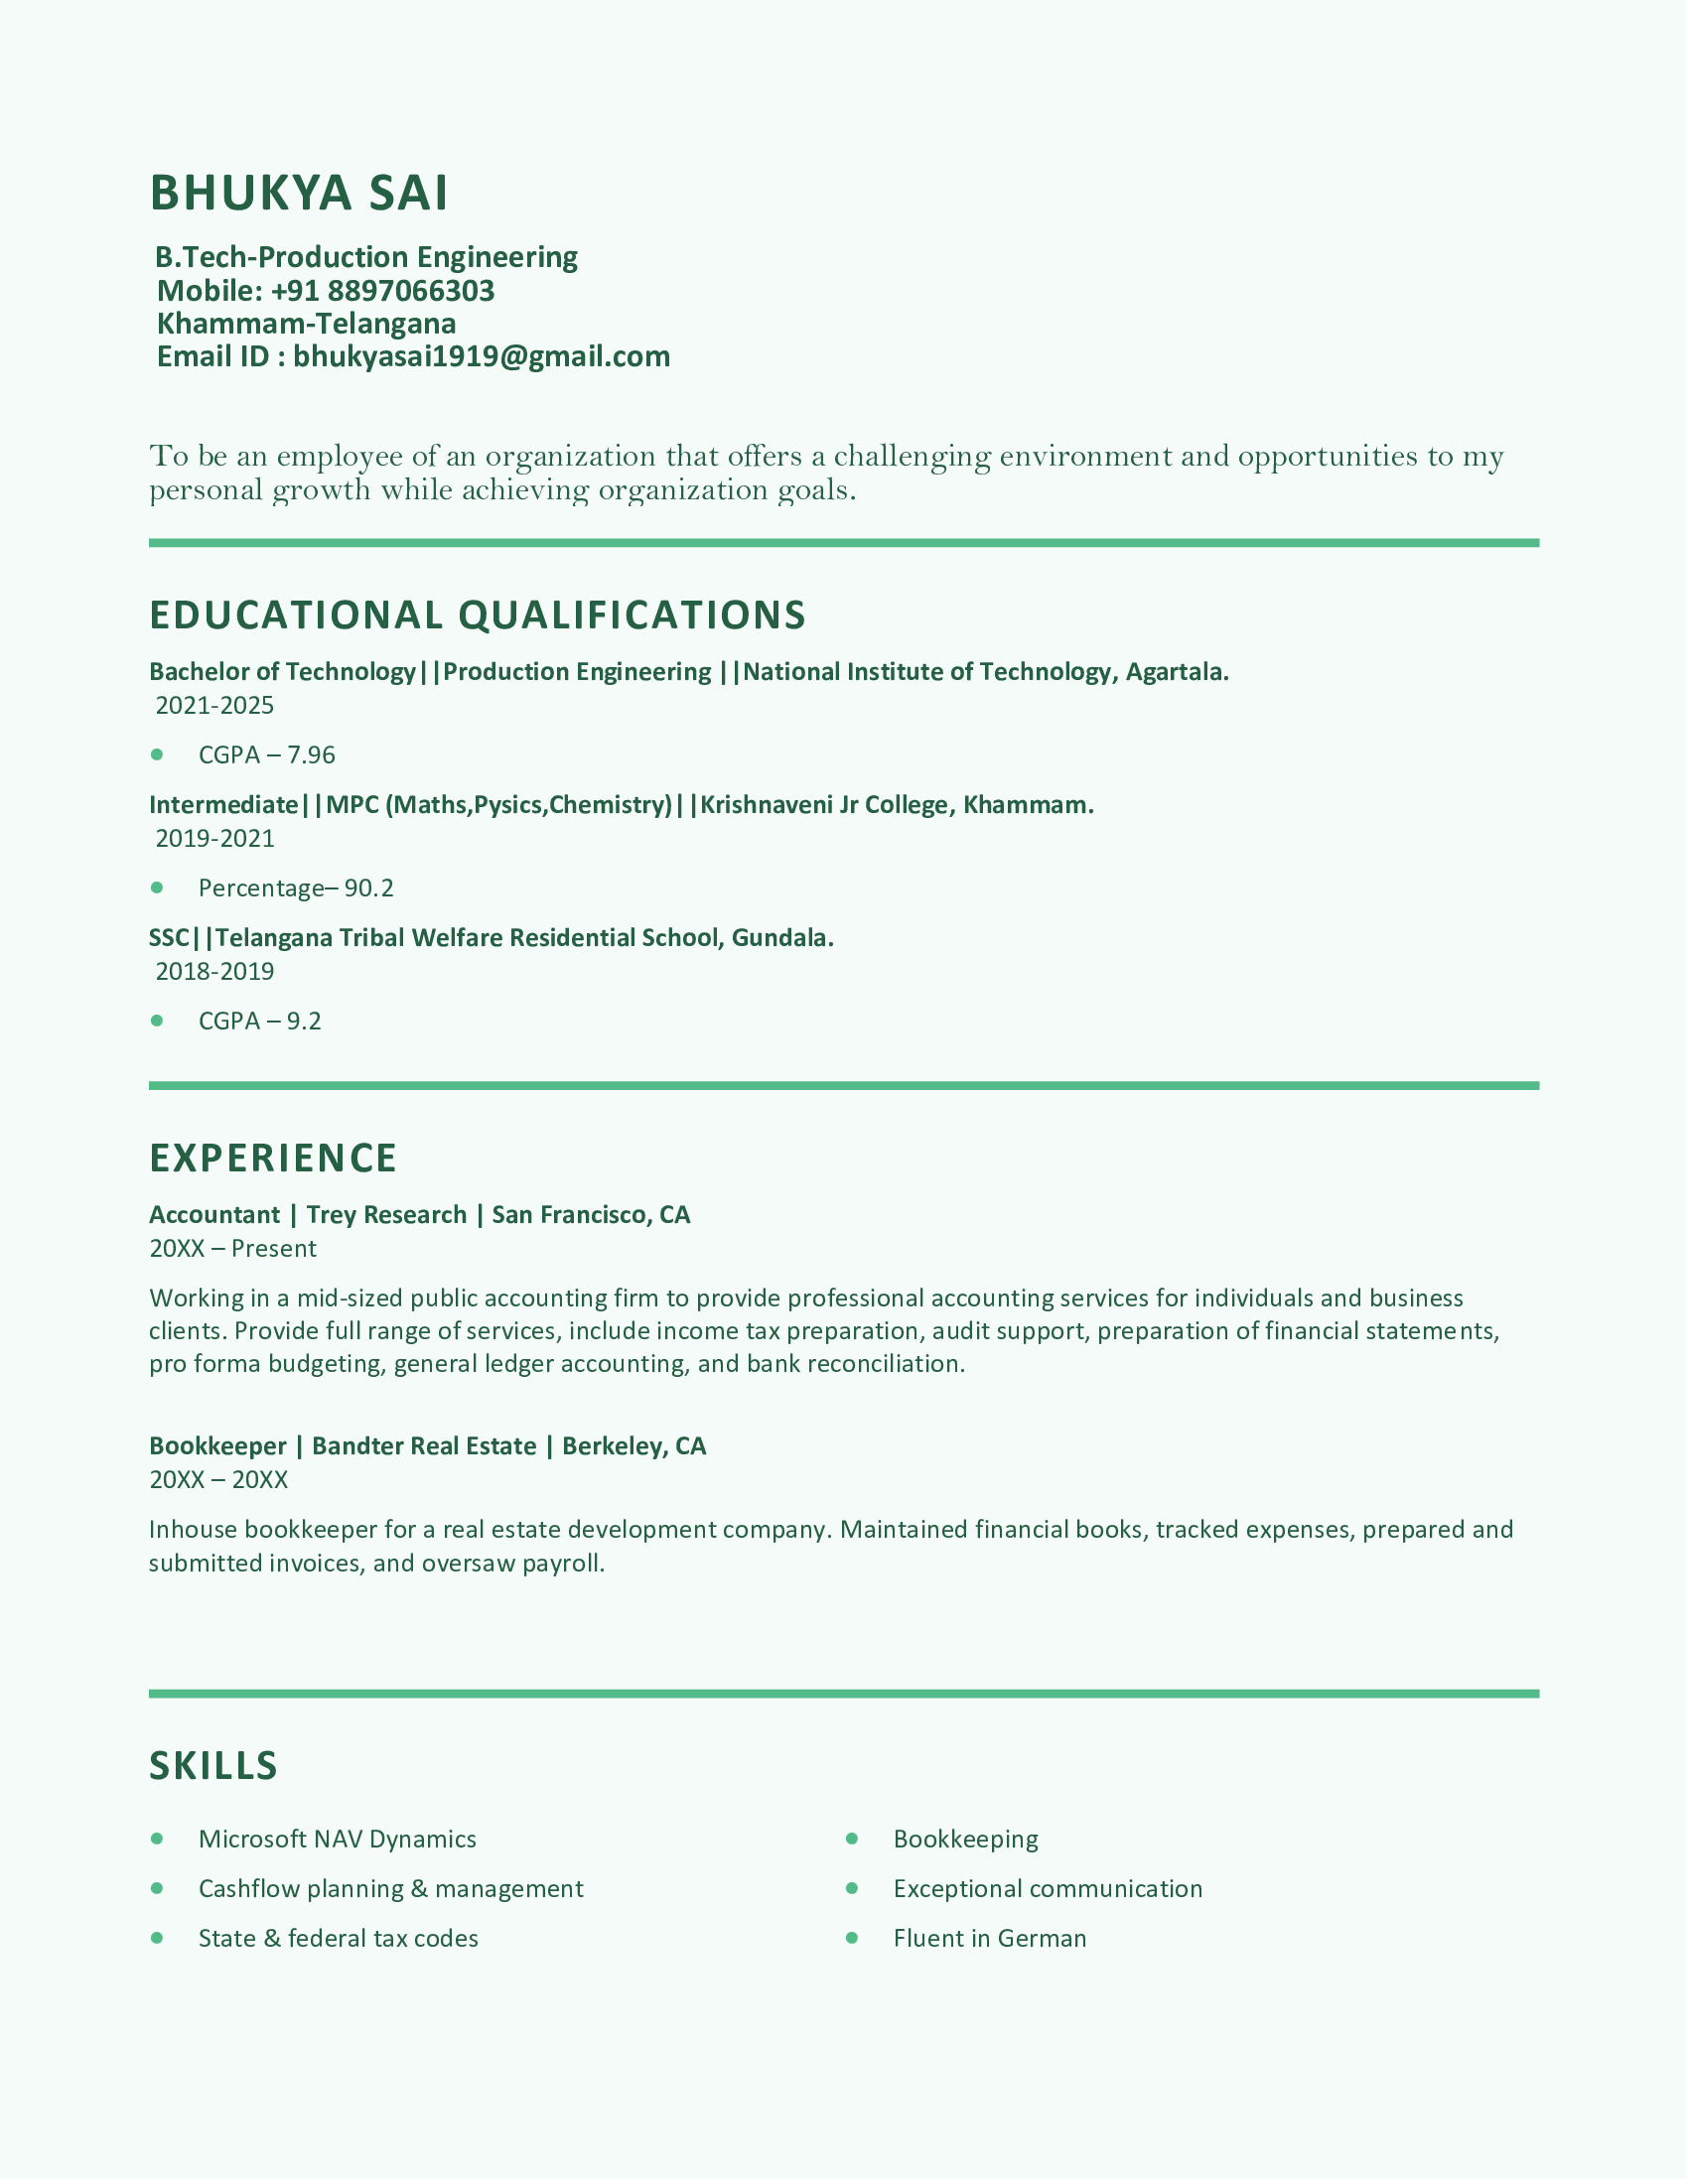 BHUKYA SAI
B.Tech-Production Engineering
Mobile: +91 8897066303
Khammam-Telangana
Email ID : bhukyasai1919@gmail.com
To be an employee of an organization that offers a challenging environment and opportunities to my
personal growth while achieving organization goals.
EDUCATIONAL QUALIFICATIONS
Bachelor of Technology||Production Engineering ||National Institute of Technology, Agartala.
2021-2025
• CGPA – 7.96
Intermediate||MPC (Maths,Pysics,Chemistry)||Krishnaveni Jr College, Khammam.
2019-2021
• Percentage– 90.2
SSC||Telangana Tribal Welfare Residential School, Gundala.
2018-2019
• CGPA – 9.2
EXPERIENCE
Accountant | Trey Research | San Francisco, CA
20XX – Present
Working in a mid-sized public accounting firm to provide professional accounting services for individuals and business
clients. Provide full range of services, include income tax preparation, audit support, preparation of financial statements,
pro forma budgeting, general ledger accounting, and bank reconciliation.
Bookkeeper | Bandter Real Estate | Berkeley, CA
20XX – 20XX
Inhouse bookkeeper for a real estate development company. Maintained financial books, tracked expenses, prepared and
submitted invoices, and oversaw payroll.
SKILLS
• Microsoft NAV Dynamics
• Cashflow planning & management
• State & federal tax codes
• Bookkeeping
• Exceptional communication
• Fluent in German